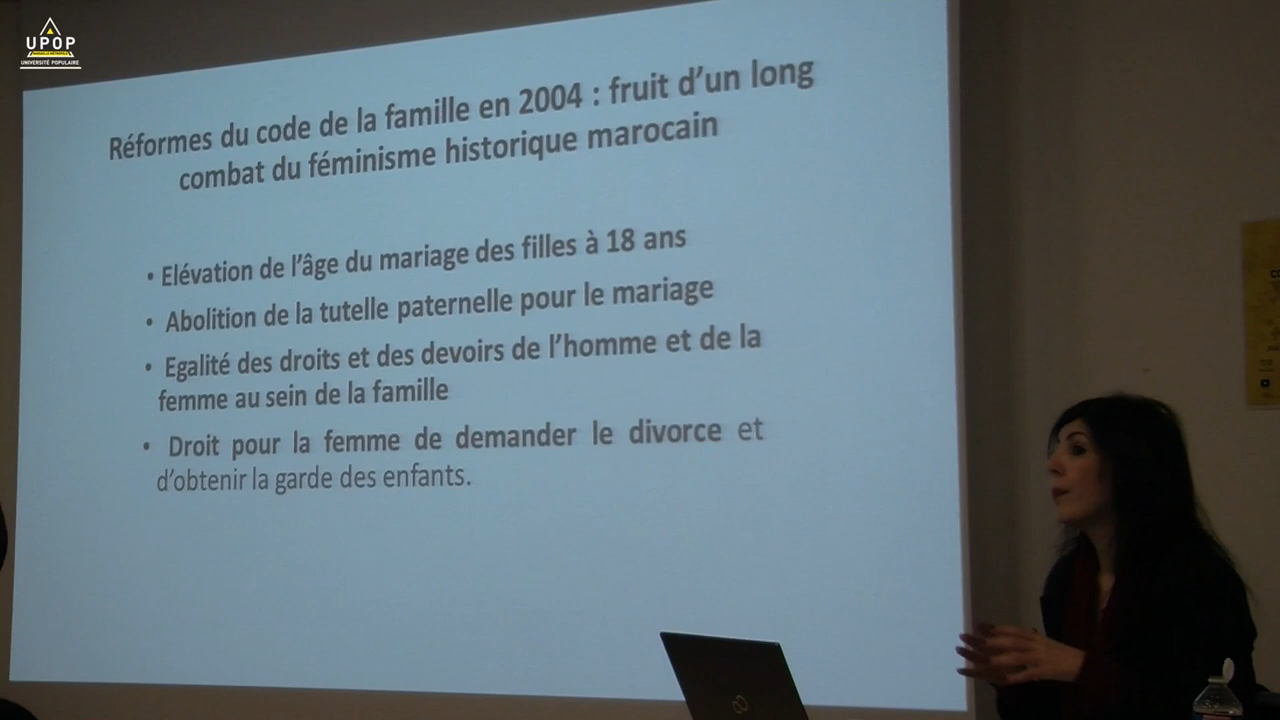 UPOP
UNIVERSITÉ POPULAIRE
Réformes du code de la famille en 2004 : fruit d'un long
combat du féminisme historique marocain
• Elévation de l'âge du mariage des filles à 18 ans
• Abolition de la tutelle paternelle pour le mariage
• Egalité des droits et des devoirs de l'homme et de la
femme au sein de la famille
• Droit pour la femme de demander le divorce et
d'obtenir la garde des enfants.